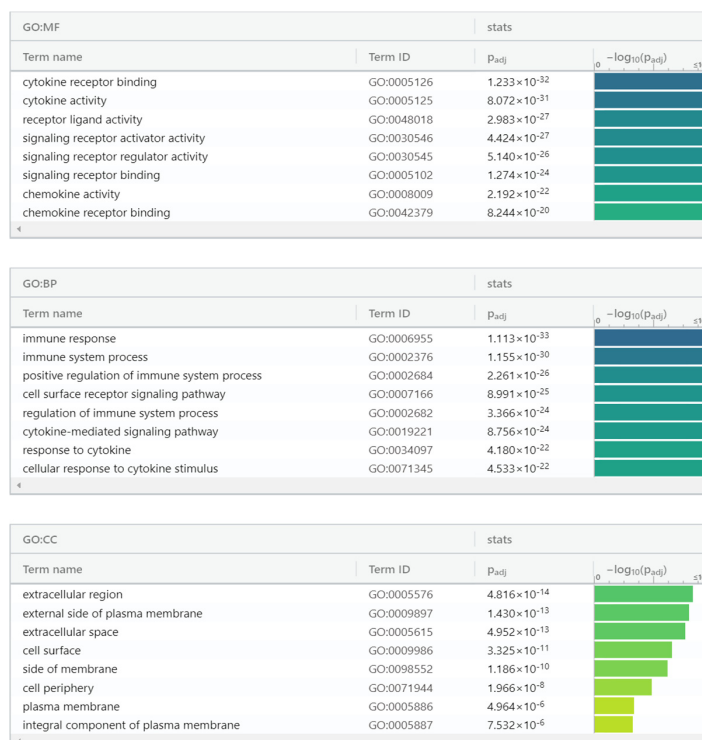 GO:MF stats
Term name Term ID padj 0 −log10(padj) ≤1
cytokine receptor binding GO:0005126 1.233×10-32
cytokine activity GO:0005125 8.072×10-31
receptor ligand activity GO:0048018 2.983×10-27
signaling receptor activator activity GO:0030546 4.424×10-27
signaling receptor regulator activity GO:0030545 5.140×10-26
signaling receptor binding GO:0005102 1.274×10-24
chemokine activity GO:0008009 2.192×10-22
chemokine receptor binding GO:0042379 8.244×10-20
GO:BP stats
Term name Term ID padj 0 −log10(padj) ≤1
immune response GO:0006955 1.113×10-33
immune system process GO:0002376 1.155×10-30
positive regulation of immune system process GO:0002684 2.261×10-26
cell surface receptor signaling pathway GO:0007166 8.991×10-25
regulation of immune system process GO:0002682 3.366×10-24
cytokine-mediated signaling pathway GO:0019221 8.756×10-24
response to cytokine GO:0034097 4.180×10-22
cellular response to cytokine stimulus GO:0071345 4.533×10-22
GO:CC stats
Term name Term ID padj 0 −log10(padj) ≤1
extracellular region GO:0005576 4.816×10-14
external side of plasma membrane GO:0009897 1.430×10-13
extracellular space GO:0005615 4.952×10-13
cell surface GO:0009986 3.325×10-11
side of membrane GO:0098552 1.186×10-10
cell periphery GO:0071944 1.966×10-8
plasma membrane GO:0005886 4.964×10-6
integral component of plasma membrane GO:0005887 7.532×10-6